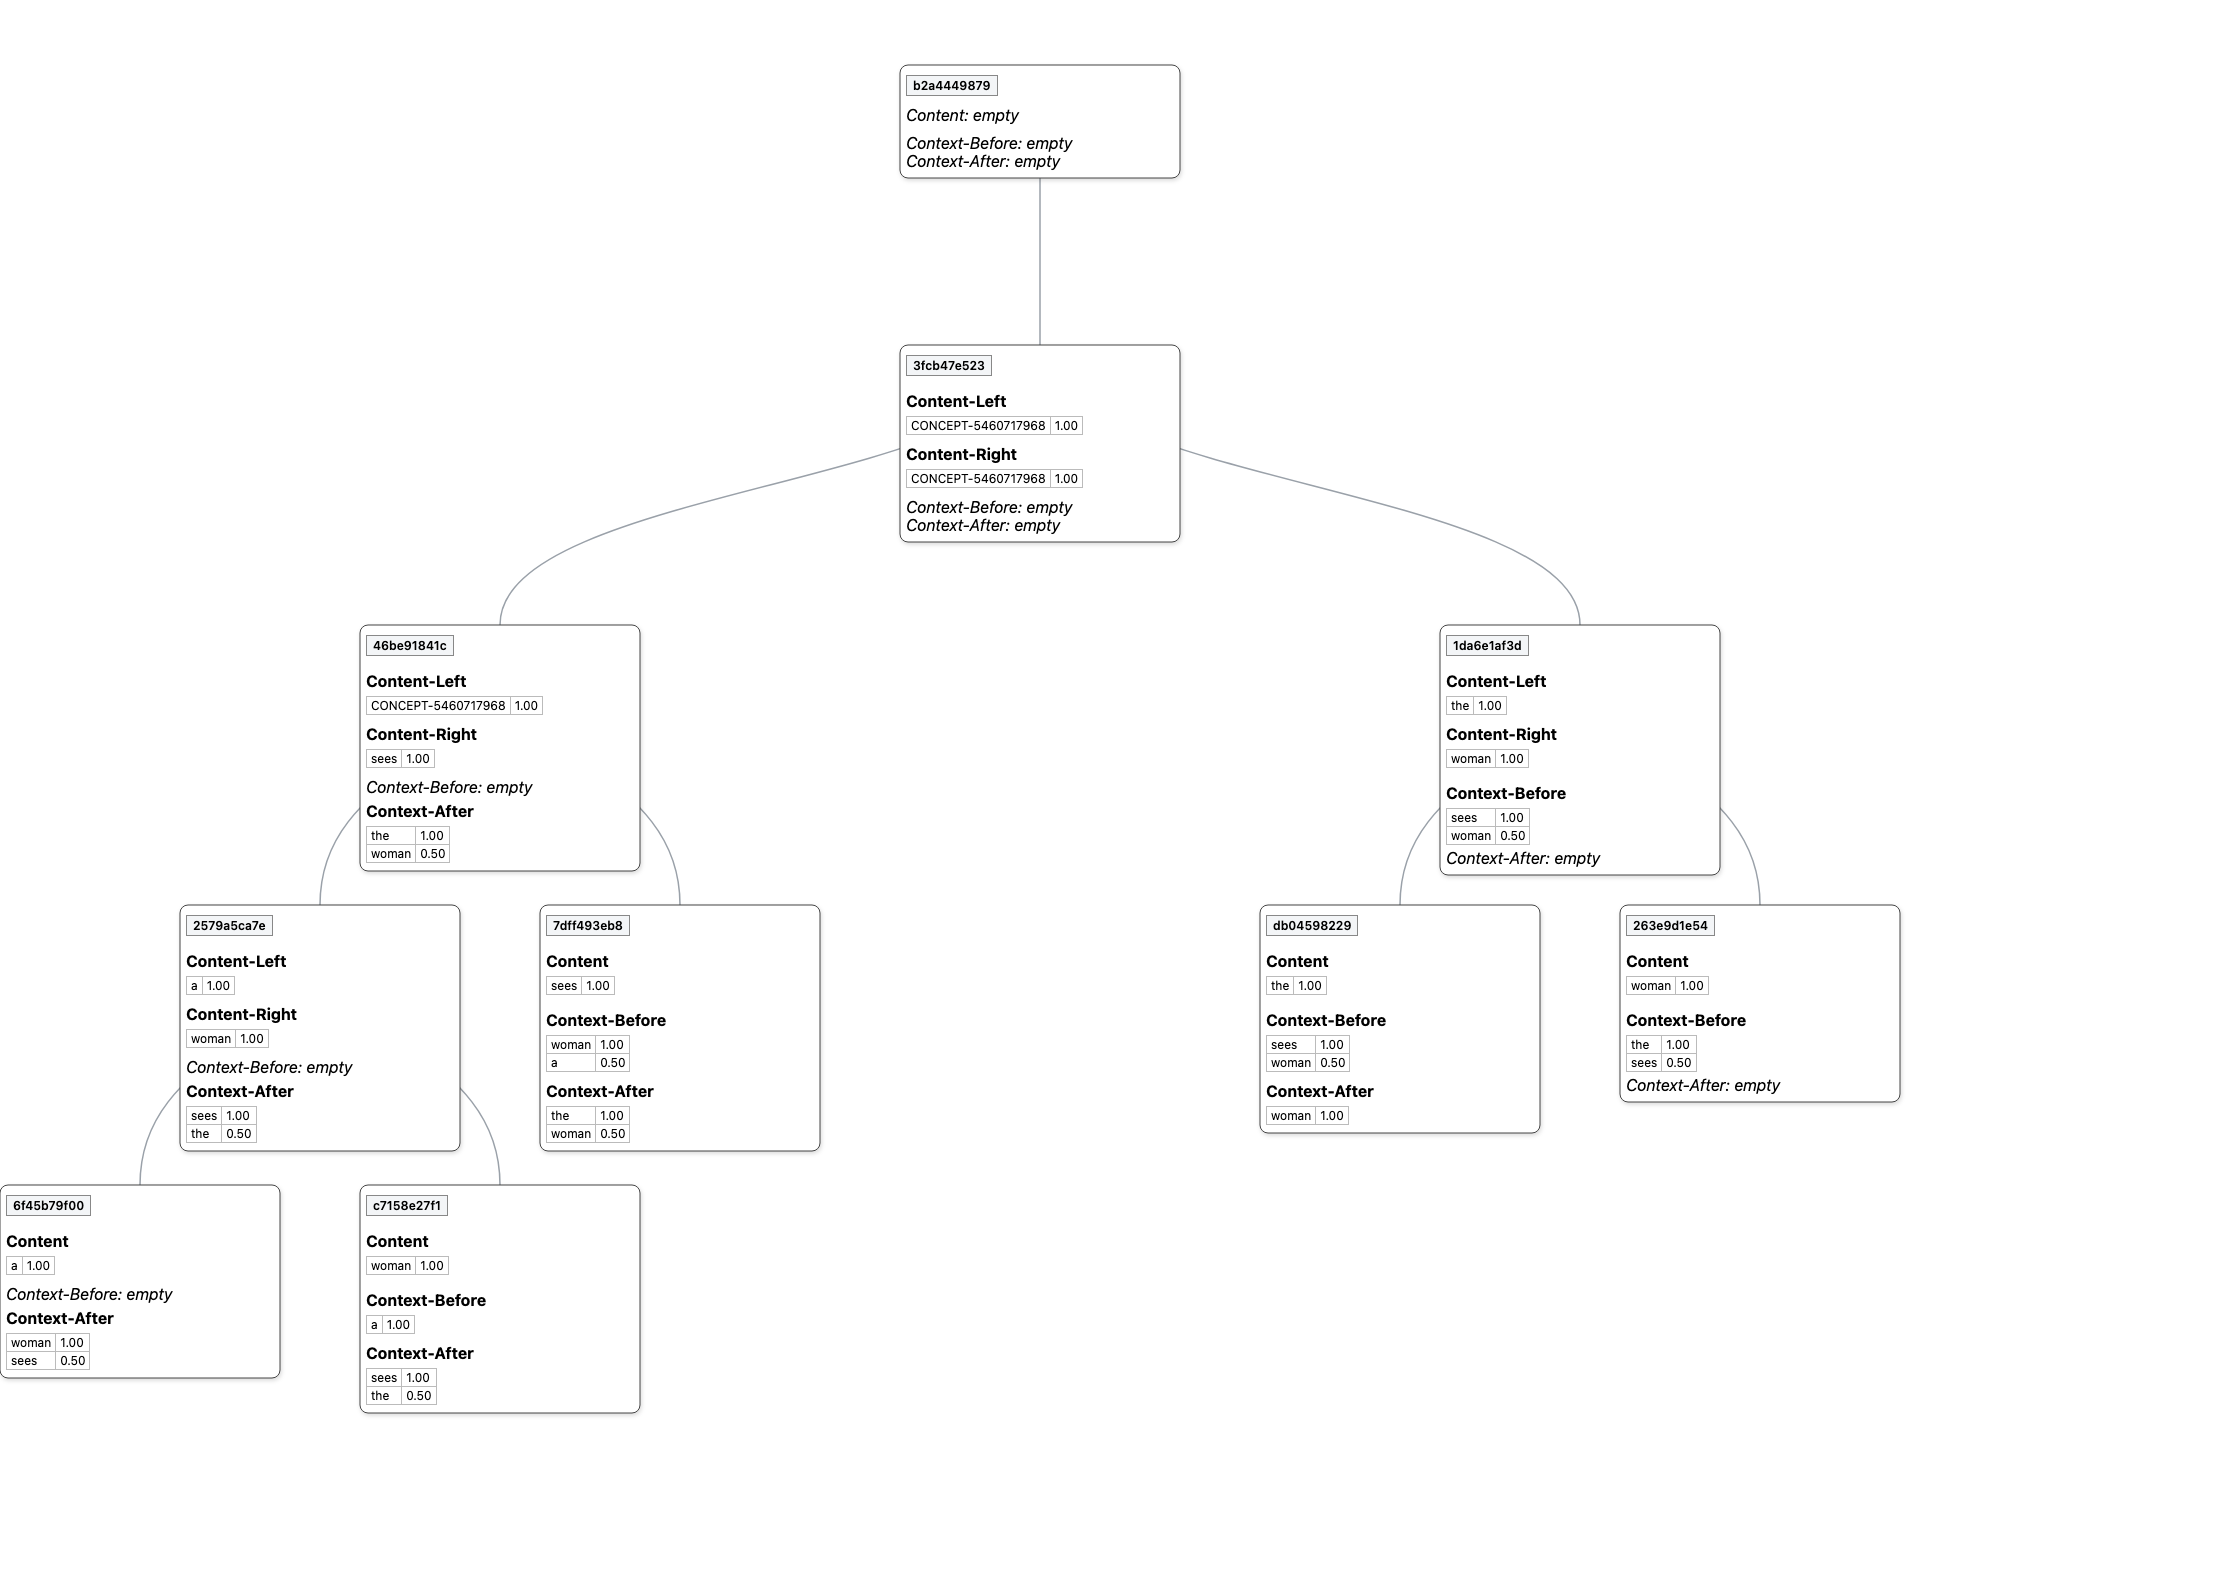 b2a4449879
Content: empty
Context-Before: empty
Context-After: empty
3fcb47e523
Content-Left
CONCEPT-5460717968 1.00
Content-Right
CONCEPT-5460717968 1.00
Context-Before: empty
Context-After: empty
46be91841c
Content-Left
CONCEPT-5460717968 1.00
Content-Right
sees 1.00
Context-Before: empty
Context-After
the 1.00
woman 0.50
1da6e1af3d
Content-Left
the 1.00
Content-Right
woman 1.00
Context-Before
sees 1.00
woman 0.50
Context-After: empty
2579a5ca7e
Content-Left
a 1.00
Content-Right
woman 1.00
Context-Before: empty
Context-After
sees 1.00
the 0.50
7dff493eb8
Content
sees 1.00
Context-Before
woman 1.00
a 0.50
Context-After
the 1.00
woman 0.50
db04598229
Content
the 1.00
Context-Before
sees 1.00
woman 0.50
Context-After
woman 1.00
263e9d1e54
Content
woman 1.00
Context-Before
the 1.00
sees 0.50
Context-After: empty
6f45b79f00
Content
a 1.00
Context-Before: empty
Context-After
woman 1.00
sees 0.50
c7158e27f1
Content
woman 1.00
Context-Before
a 1.00
Context-After
sees 1.00
the 0.50